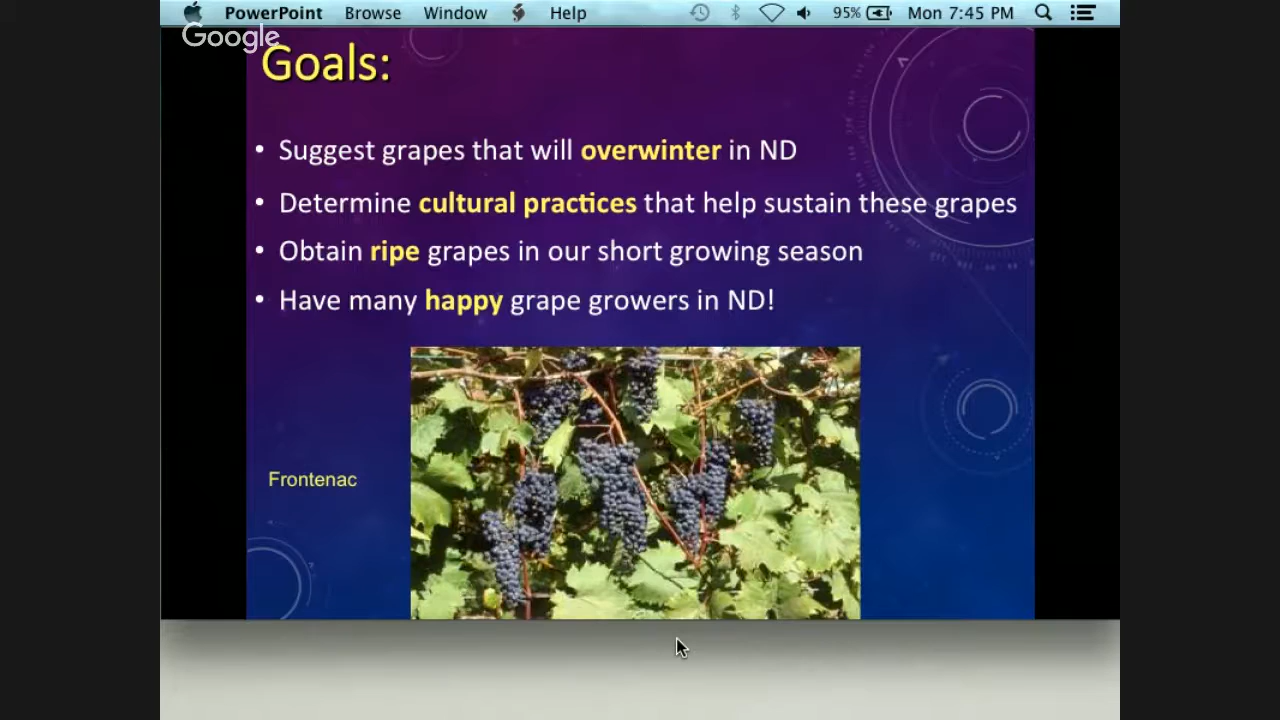 PowerPoint Browse Window Help 95% Mon 7:45 PM
Google
Goals:
• Suggest grapes that will overwinter in ND
• Determine cultural practices that help sustain these grapes
• Obtain ripe grapes in our short growing season
• Have many happy grape growers in ND!
Frontenac